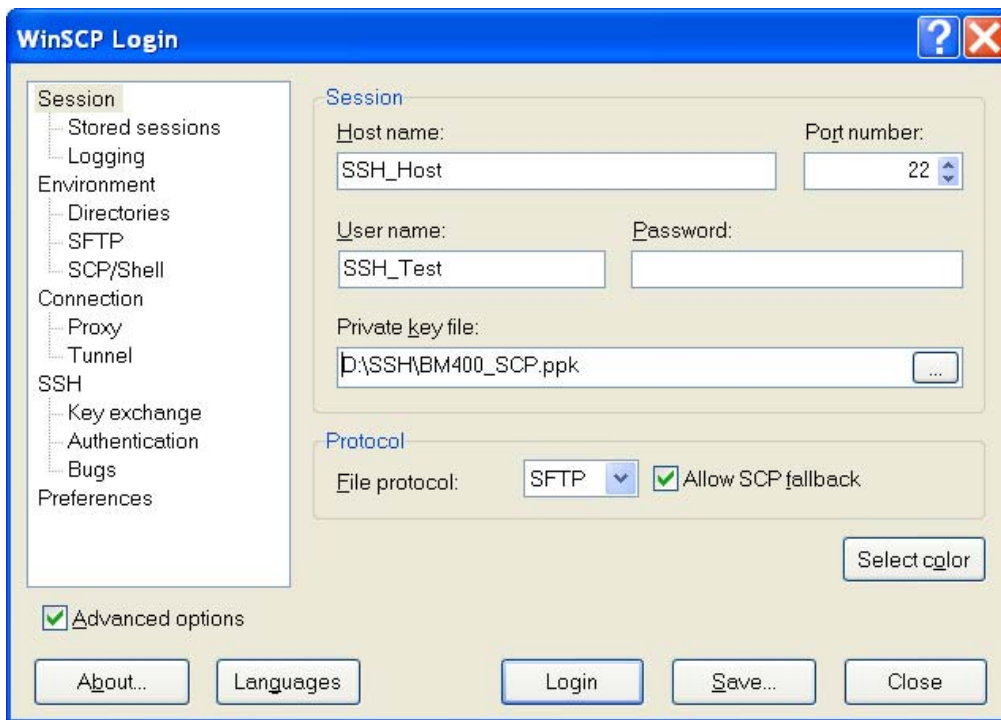 WinSCP Login
Session
Stored sessions
Logging
Environment
Directories
SFTP
SCP/Shell
Connection
Proxy
Tunnel
SSH
Key exchange
Authentication
Bugs
Preferences
Advanced options
Session
Host name:
Port number:
SSH_Host
22
User name:
Password:
SSH_Test
Private key file:
D:\SSH\BM400_SCP.ppk
...
Protocol
File protocol:
SFTP
Allow SCP fallback
Select color
About...
Languages
Login
Save...
Close